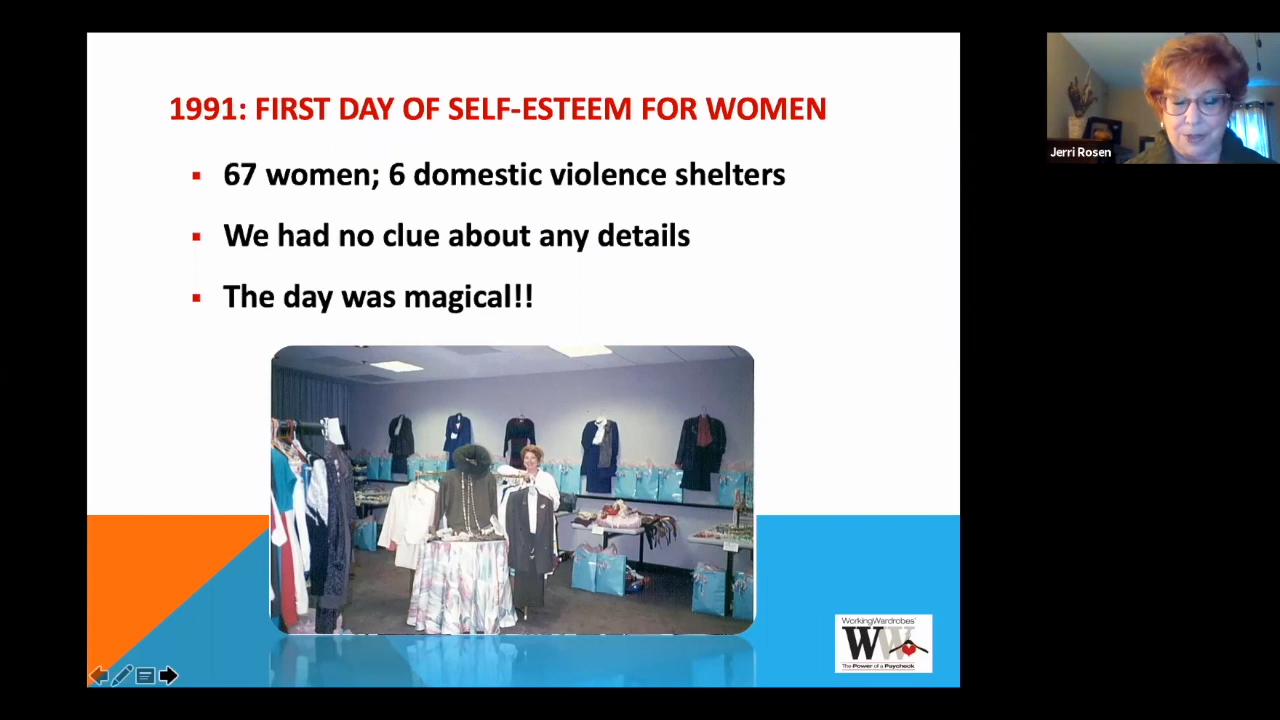 1991: FIRST DAY OF SELF-ESTEEM FOR WOMEN
67 women; 6 domestic violence shelters
We had no clue about any details
The day was magical!!
Jerri Rosen
WorkingWardrobes®
WW
The Power of a Paycheck